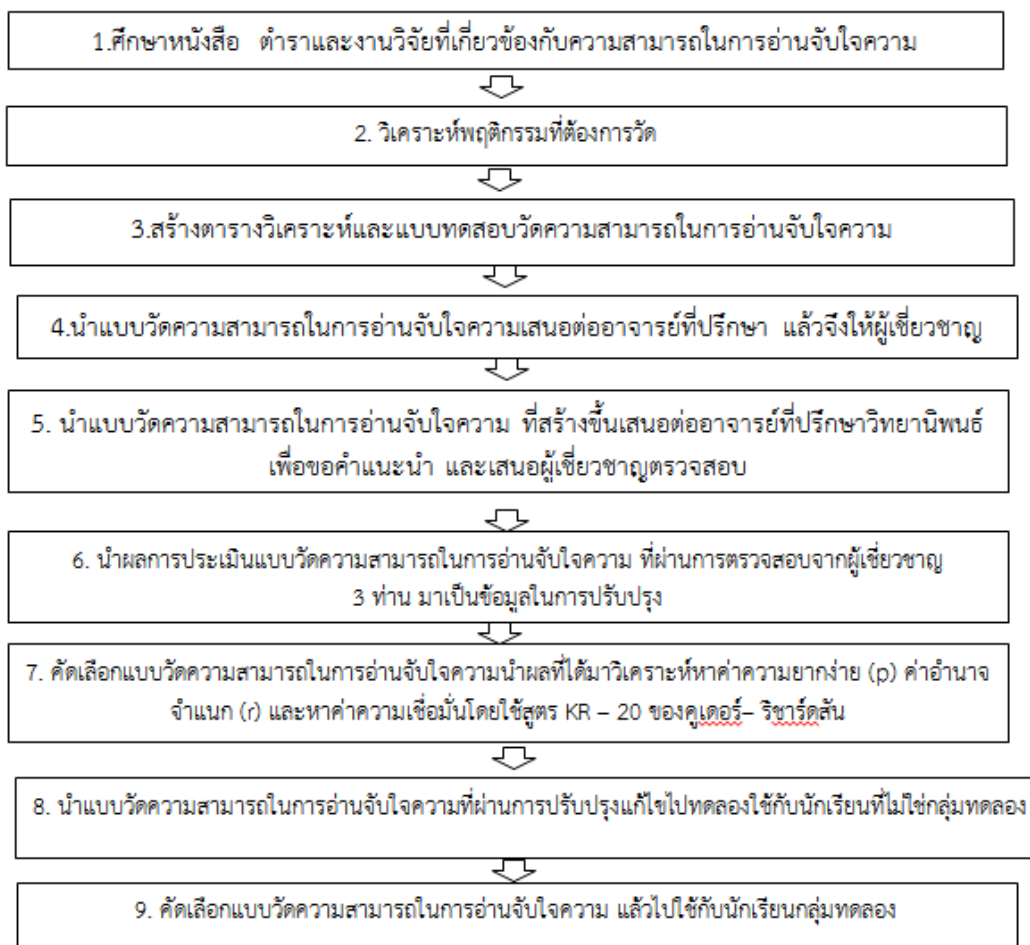 1.ศึกษาหนังสือ ตำราและงานวิจัยที่เกี่ยวข้องกับความสามารถในการอ่านจับใจความ
2. วิเคราะห์พฤติกรรมที่ต้องการวัด
3.สร้างตารางวิเคราะห์และแบบทดสอบวัดความสามารถในการอ่านจับใจความ
4.นำแบบวัดความสามารถในการอ่านจับใจความเสนอต่ออาจารย์ที่ปรึกษา แล้วจึงให้ผู้เชี่ยวชาญ
5. นำแบบวัดความสามารถในการอ่านจับใจความ ที่สร้างขึ้นเสนอต่ออาจารย์ที่ปรึกษาวิทยานิพนธ์
เพื่อขอคำแนะนำ และเสนอผู้เชี่ยวชาญตรวจสอบ
6. นำผลการประเมินแบบวัดความสามารถในการอ่านจับใจความ ที่ผ่านการตรวจสอบจากผู้เชี่ยวชาญ
3 ท่าน มาเป็นข้อมูลในการปรับปรุง
7. คัดเลือกแบบวัดความสามารถในการอ่านจับใจความนำผลที่ได้มาวิเคราะห์หาค่าความยากง่าย (p) ค่าอำนาจ
จำแนก (r) และหาค่าความเชื่อมั่นโดยใช้สูตร KR – 20 ของคูเดอร์– ริชาร์ดสัน
8. นำแบบวัดความสามารถในการอ่านจับใจความที่ผ่านการปรับปรุงแก้ไขไปทดลองใช้กับนักเรียนที่ไม่ใช่กลุ่มทดลอง
9. คัดเลือกแบบวัดความสามารถในการอ่านจับใจความ แล้วไปใช้กับนักเรียนกลุ่มทดลอง